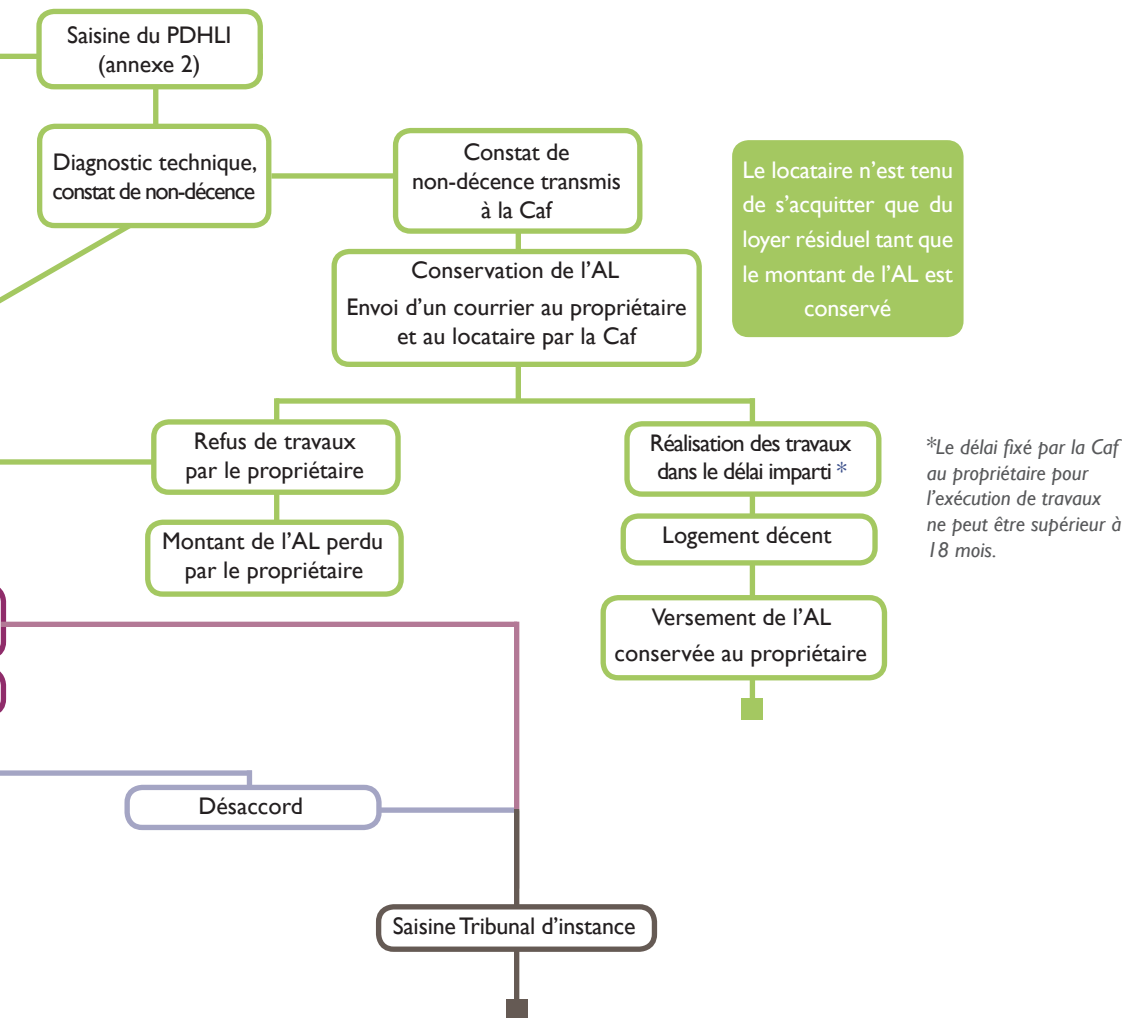 Saisine du PDHLI
(annexe 2)
Diagnostic technique,
constat de non-décence
Constat de
non-décence transmis
à la Caf
Le locataire n'est tenu
de s'acquitter que du
loyer résiduel tant que
le montant de l'AL est
conservé
Conservation de l'AL
Envoi d'un courrier au propriétaire
et au locataire par la Caf
Refus de travaux
par le propriétaire
Réalisation des travaux
dans le délai imparti *
*Le délai fixé par la Caf
au propriétaire pour
l'exécution de travaux
ne peut être supérieur à
18 mois.
Montant de l'AL perdu
par le propriétaire
Logement décent
Versement de l'AL
conservée au propriétaire
Désaccord
Saisine Tribunal d'instance